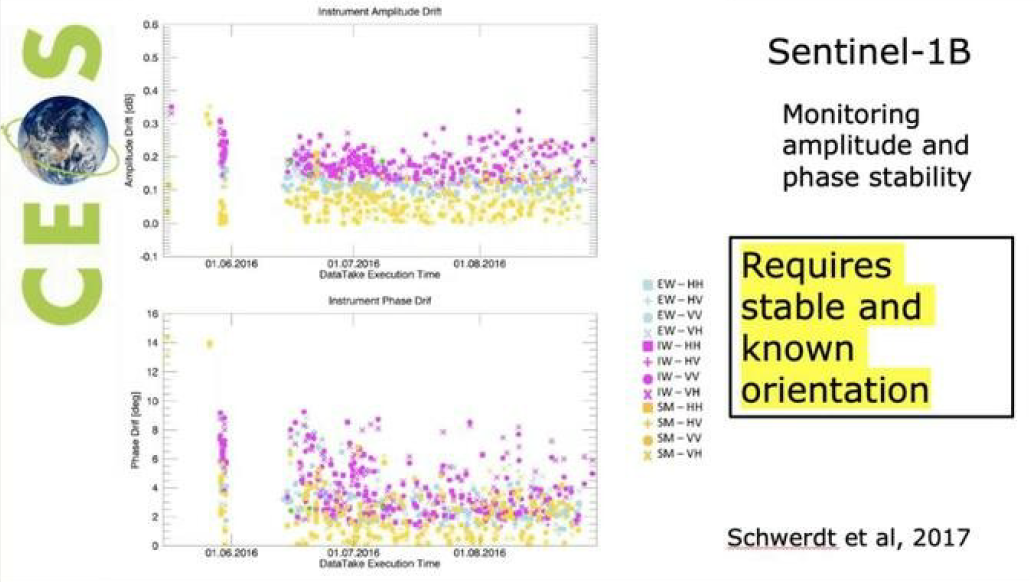 CEOS
Instrument Amplitude Drift
0.6
0.5
0.4
0.3
0.2
0.1
0.0
-0.1
Amplitude Drift [dB]
01.06.2016 01.07.2016 01.08.2016
DataTake Execution Time
Instrument Phase Drif
16
14
12
10
8
6
4
2
0
Phase Drif [deg]
01.06.2016 01.07.2016 01.08.2016
DataTake Execution Time
EW – HH
EW – HV
EW – VV
EW – VH
IW – HH
IW – HV
IW – VV
IW – VH
SM – HH
SM – HV
SM – VV
SM – VH
Sentinel-1B
Monitoring
amplitude and
phase stability
Requires
stable and
known
orientation
Schwerdt et al, 2017